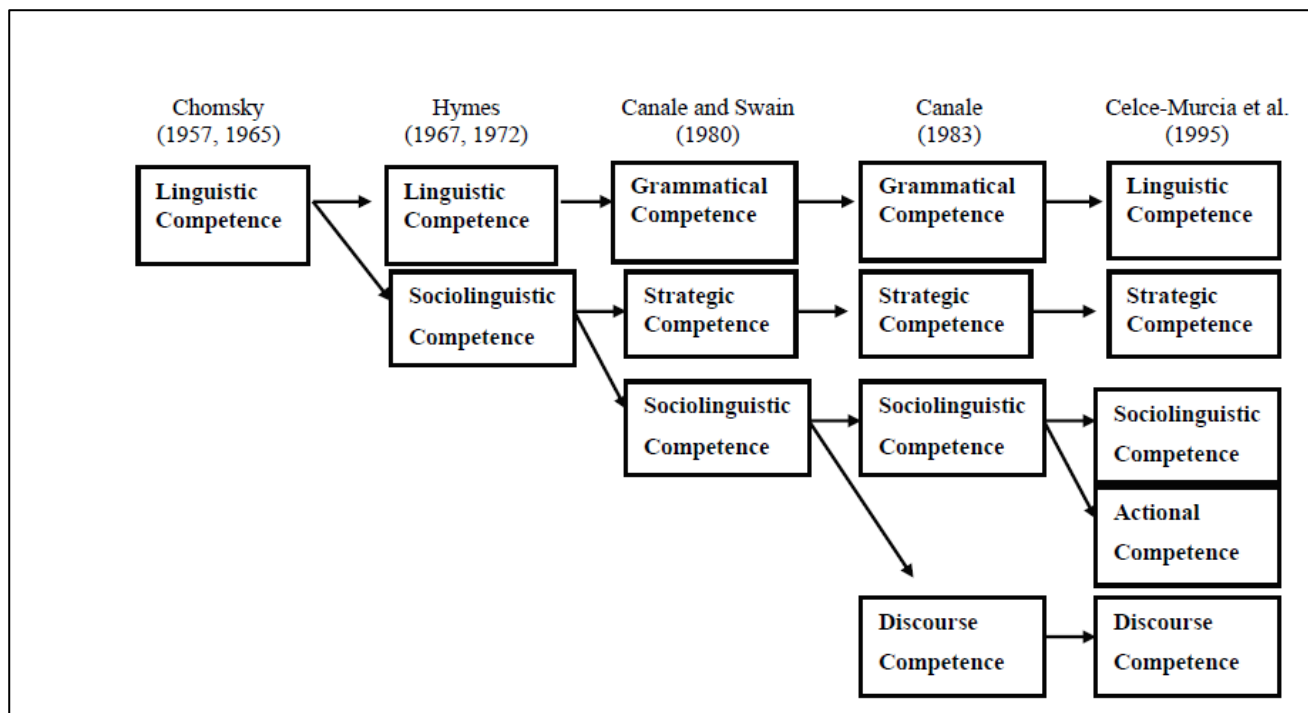 Chomsky
(1957, 1965)
Hymes
(1967, 1972)
Canale and Swain
(1980)
Canale
(1983)
Celce-Murcia et al.
(1995)
Linguistic
Competence
Linguistic
Competence
Grammatical
Competence
Grammatical
Competence
Linguistic
Competence
Sociolinguistic
Competence
Strategic
Competence
Strategic
Competence
Strategic
Competence
Sociolinguistic
Competence
Sociolinguistic
Competence
Sociolinguistic
Competence
Actional
Competence
Discourse
Competence
Discourse
Competence